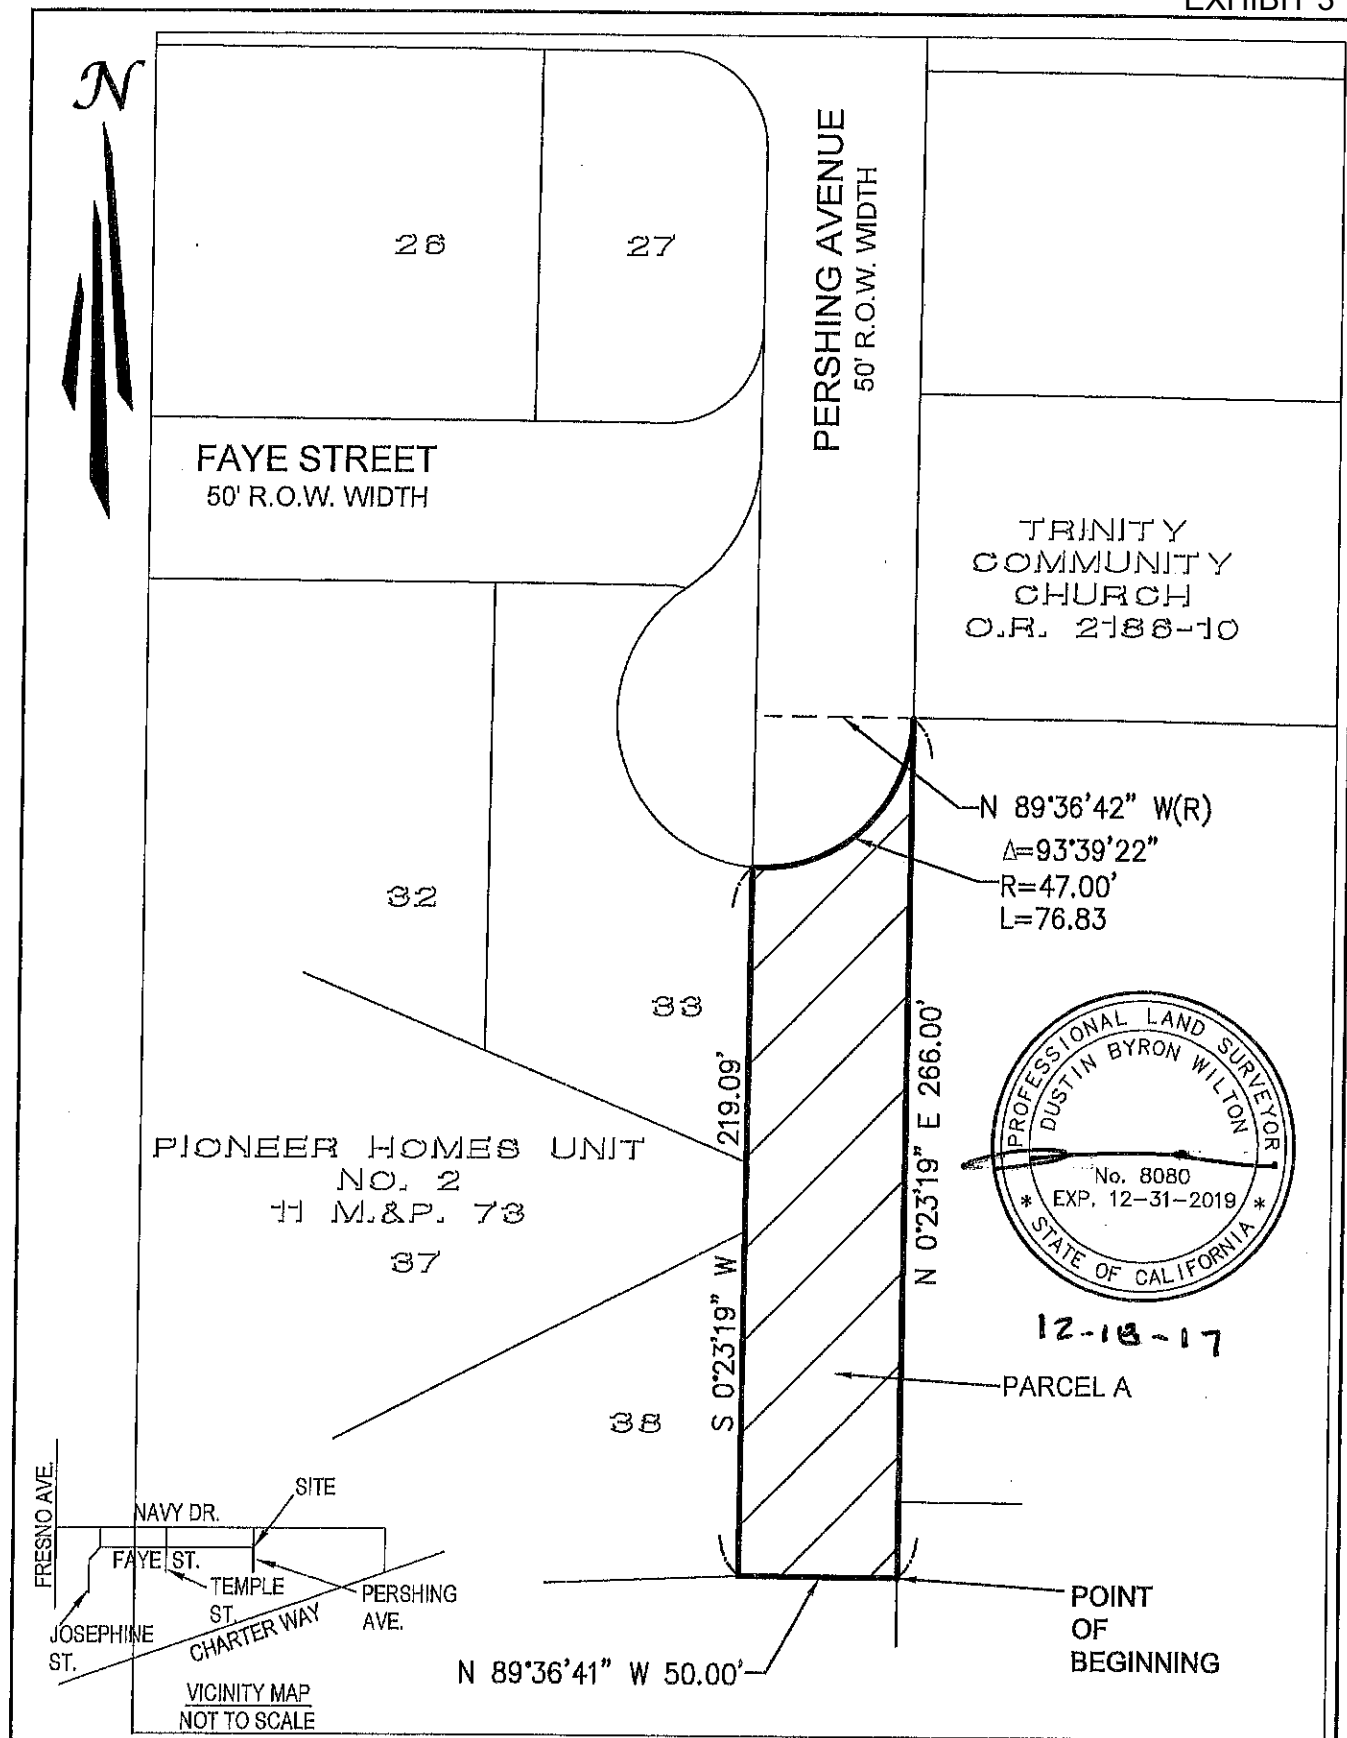 EXHIBIT 3
N
26
27
PERSHING AVENUE
50' R.O.W. WIDTH
FAYE STREET
50' R.O.W. WIDTH
TRINITY
COMMUNITY
CHURCH
O.R. 2186-10
N 89°36'42" W(R)
Δ=93°39'22"
R=47.00'
L=76.83
32
33
219.09'
S 0°23'19" W
N 0°23'19" E 266.00'
PROFESSIONAL LAND SURVEYOR
DUSTIN BYRON WILTON
No. 8080
EXP. 12-31-2019
* STATE OF CALIFORNIA *
12-18-17
PIONEER HOMES UNIT
NO. 2
11 M.&P. 73
37
PARCEL A
38
FRESNO AVE.
NAVY DR.
SITE
FAYE ST.
TEMPLE
ST.
PERSHING
AVE.
JOSEPHINE
ST.
CHARTER WAY
VICINITY MAP
NOT TO SCALE
N 89°36'41" W 50.00'
POINT
OF
BEGINNING